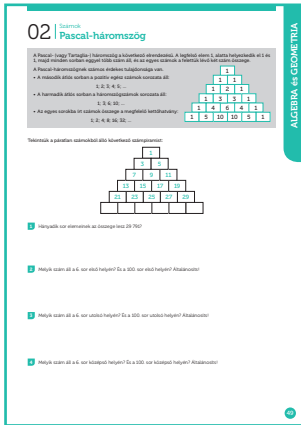 02 Számok
Pascal-háromszög
ALGEBRA és GEOMETRIA
A Pascal- (vagy Tartaglia-) háromszög a következő elrendezésű. A legfelső elem 1, alatta helyezkedik el 1 és
1, majd minden sorban eggyel több szám áll, és az egyes számok a felettük lévő két szám összege.
A Pascal-háromszögnek számos érdekes tulajdonsága van.
• A második átlós sorban a pozitív egész számok sorozata áll:
1; 2; 3; 4; 5; ...
• A harmadik átlós sorban a háromszögszámok sorozata áll:
1; 3; 6; 10; ...
• Az egyes sorokba írt számok összege a megfelelő kettőhatvány:
1; 2; 4; 8; 16; 32; ...
1
1 1
1 2 1
1 3 3 1
1 4 6 4 1
1 5 10 10 5 1
Tekintsük a páratlan számokból álló következő számpiramist:
1
3 5
7 9 11
13 15 17 19
21 23 25 27 29
1 Hányadik sor elemeinek az összege lesz 29 791?
2 Melyik szám áll a 6. sor első helyén? És a 100. sor első helyén? Általánosíts!
3 Melyik szám áll a 6. sor utolsó helyén? És a 100. sor utolsó helyén? Általánosíts!
4 Melyik szám áll a 6. sor középső helyén? És a 100. sor középső helyén? Általánosíts!
49